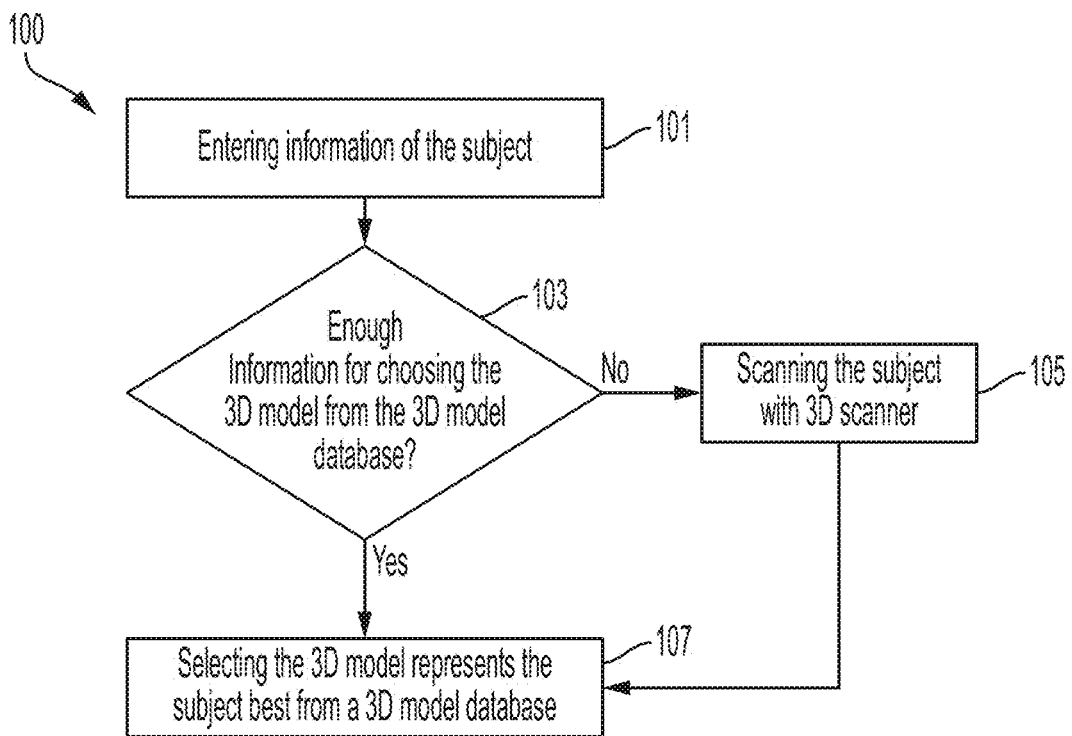 100
Entering information of the subject
101
103
Enough
Information for choosing the
3D model from the 3D model
database?
No
Scanning the subject
with 3D scanner
105
Yes
107
Selecting the 3D model represents the
subject best from a 3D model database